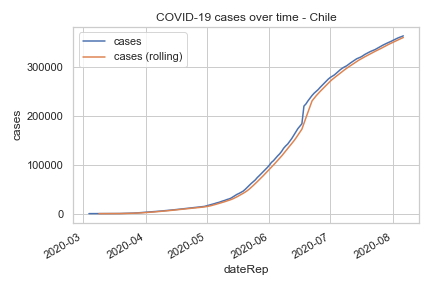 COVID-19 cases over time - Chile
cases
cases (rolling)
300000
200000
100000
0
cases
2020-03
2020-04
2020-05
2020-06
2020-07
2020-08
dateRep